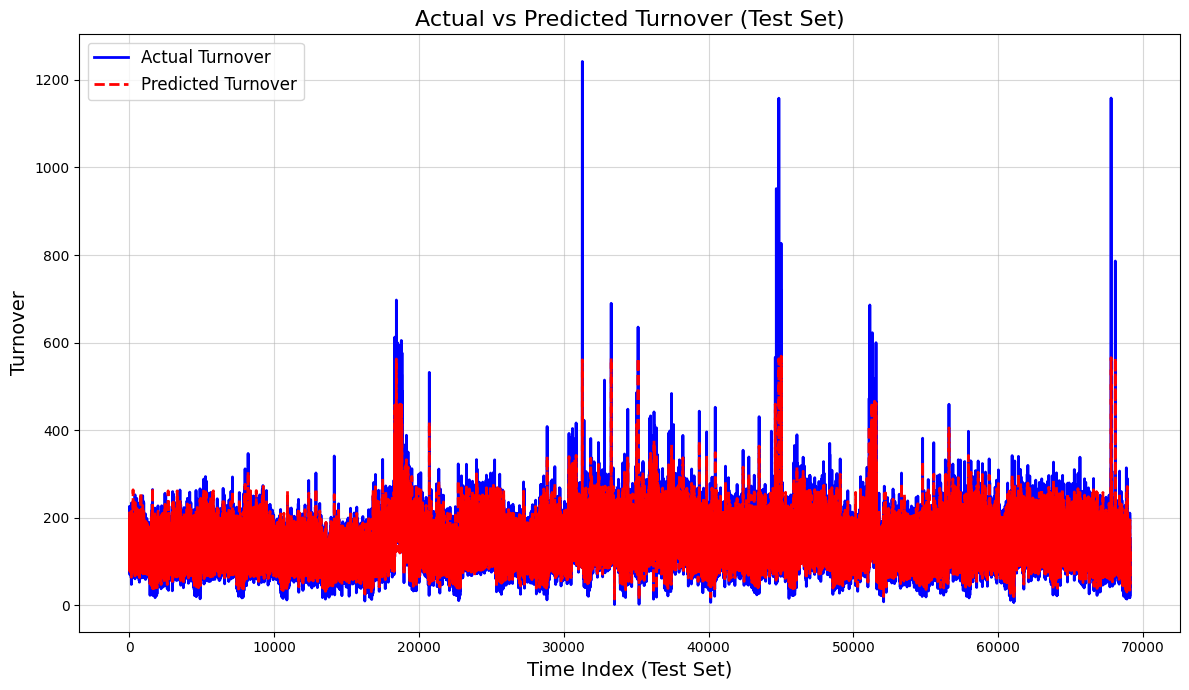 Actual vs Predicted Turnover (Test Set)
Actual Turnover
Predicted Turnover
Turnover
1200
1000
800
600
400
200
0
0 10000 20000 30000 40000 50000 60000 70000
Time Index (Test Set)